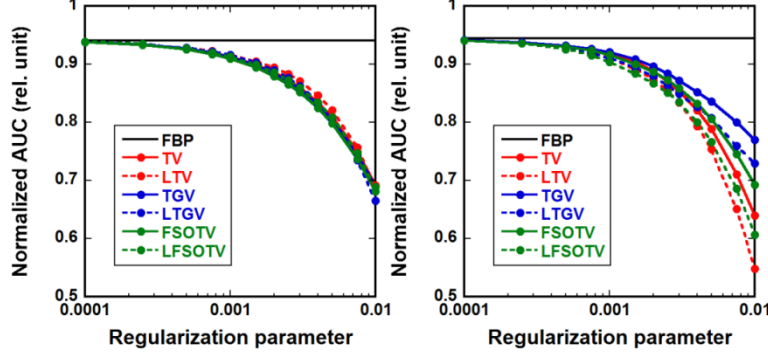 1
0.9
0.8
0.7
0.6
0.5
0.0001
0.001
0.01
Normalized AUC (rel. unit)
Regularization parameter
FBP
TV
LTV
TGV
LTGV
FSOTV
LFSOTV
1
0.9
0.8
0.7
0.6
0.5
0.0001
0.001
0.01
Normalized AUC (rel. unit)
Regularization parameter
FBP
TV
LTV
TGV
LTGV
FSOTV
LFSOTV